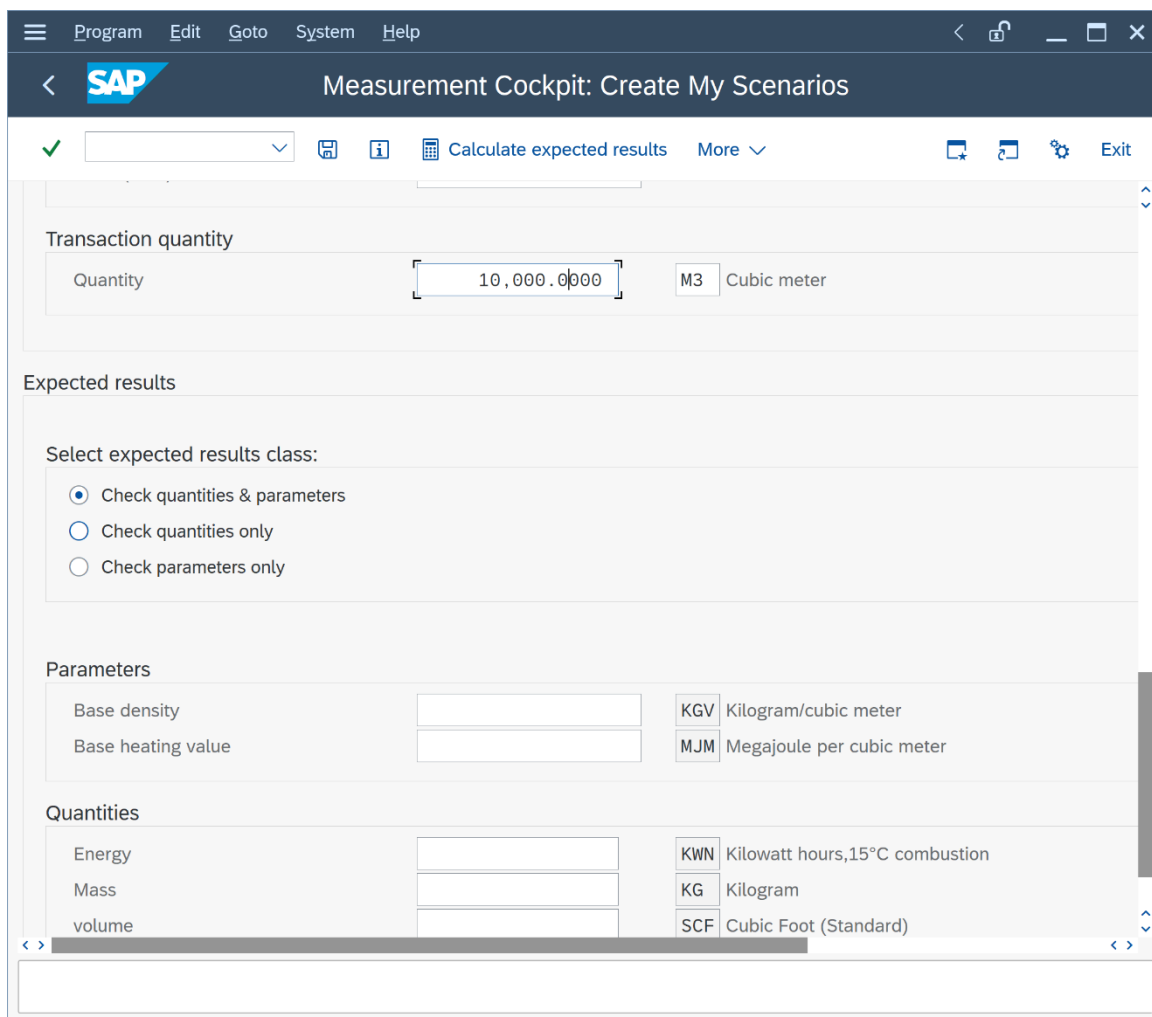 Program Edit Goto System Help
SAP Measurement Cockpit: Create My Scenarios
Calculate expected results More Exit
Transaction quantity
Quantity 10,000.0000 M3 Cubic meter
Expected results
Select expected results class:
Check quantities & parameters
Check quantities only
Check parameters only
Parameters
Base density KGV Kilogram/cubic meter
Base heating value MJM Megajoule per cubic meter
Quantities
Energy KWN Kilowatt hours,15°C combustion
Mass KG Kilogram
volume SCF Cubic Foot (Standard)